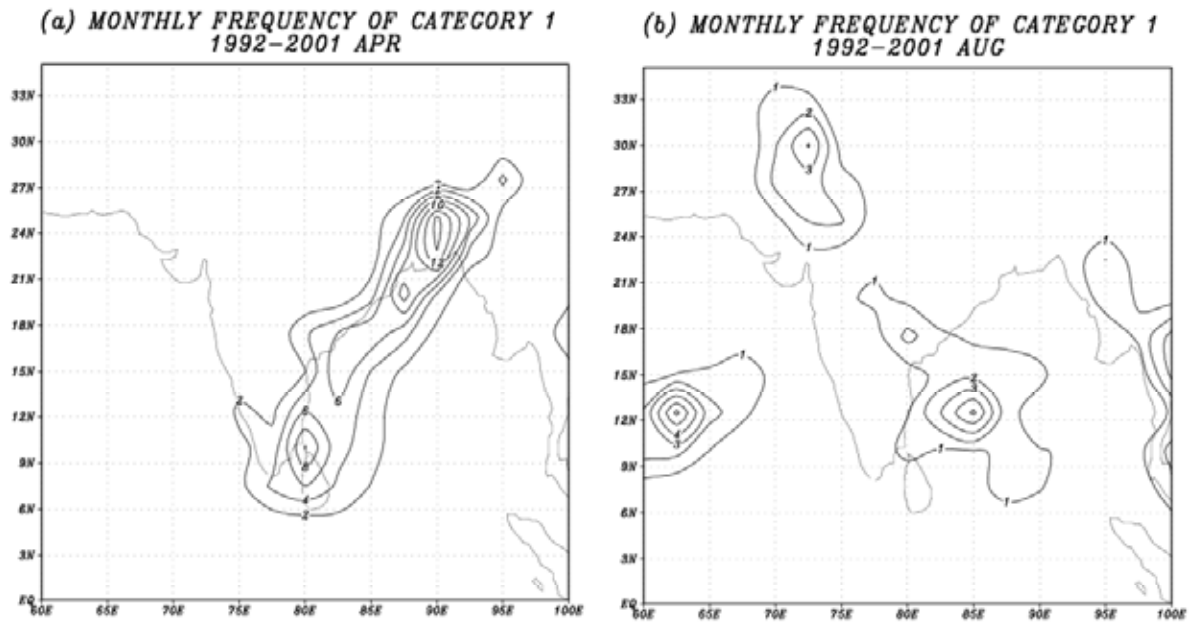 (a) MONTHLY FREQUENCY OF CATEGORY 1
1992-2001 APR
33N
30N
27N
24N
21N
18N
15N
12N
9N
6N
3N
EQ
60E 65E 70E 75E 80E 85E 90E 95E 100E
10
12
2
6
6
8
4
2
(b) MONTHLY FREQUENCY OF CATEGORY 1
1992-2001 AUG
33N
30N
27N
24N
21N
18N
15N
12N
9N
6N
3N
EQ
60E 65E 70E 75E 80E 85E 90E 95E 100E
1
2
3
1
1
1
1
2
3
4
3
1
1
1